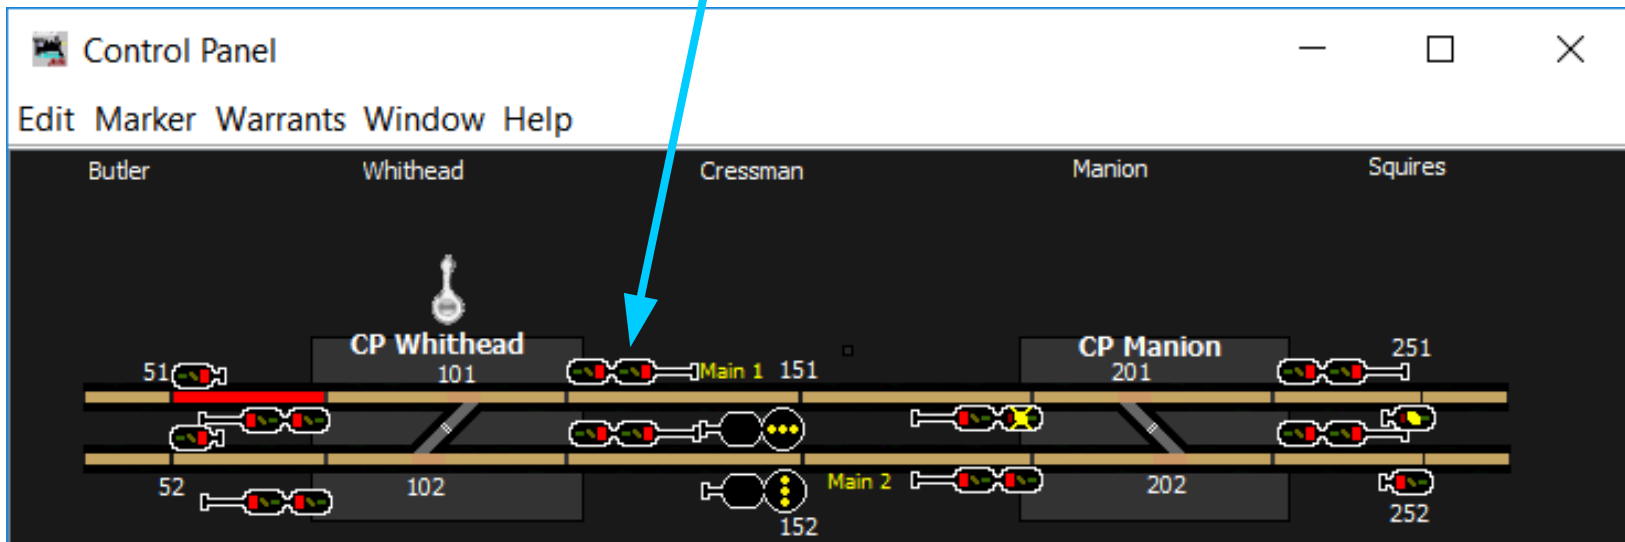 Control Panel
Edit Marker Warrants Window Help
Butler Whithead Cressman Manion Squires
CP Whithead CP Manion 251
51 101 Main 1 151 201
52 102 Main 2 202
152 252